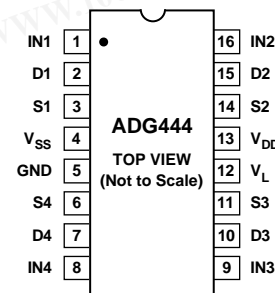 IN1 1 16 IN2
D1 2 15 D2
S1 3 14 S2
ADG444
VSS 4 13 VDD
TOP VIEW
GND 5 12 VL
(Not to Scale)
S4 6 11 S3
D4 7 10 D3
IN4 8 9 IN3